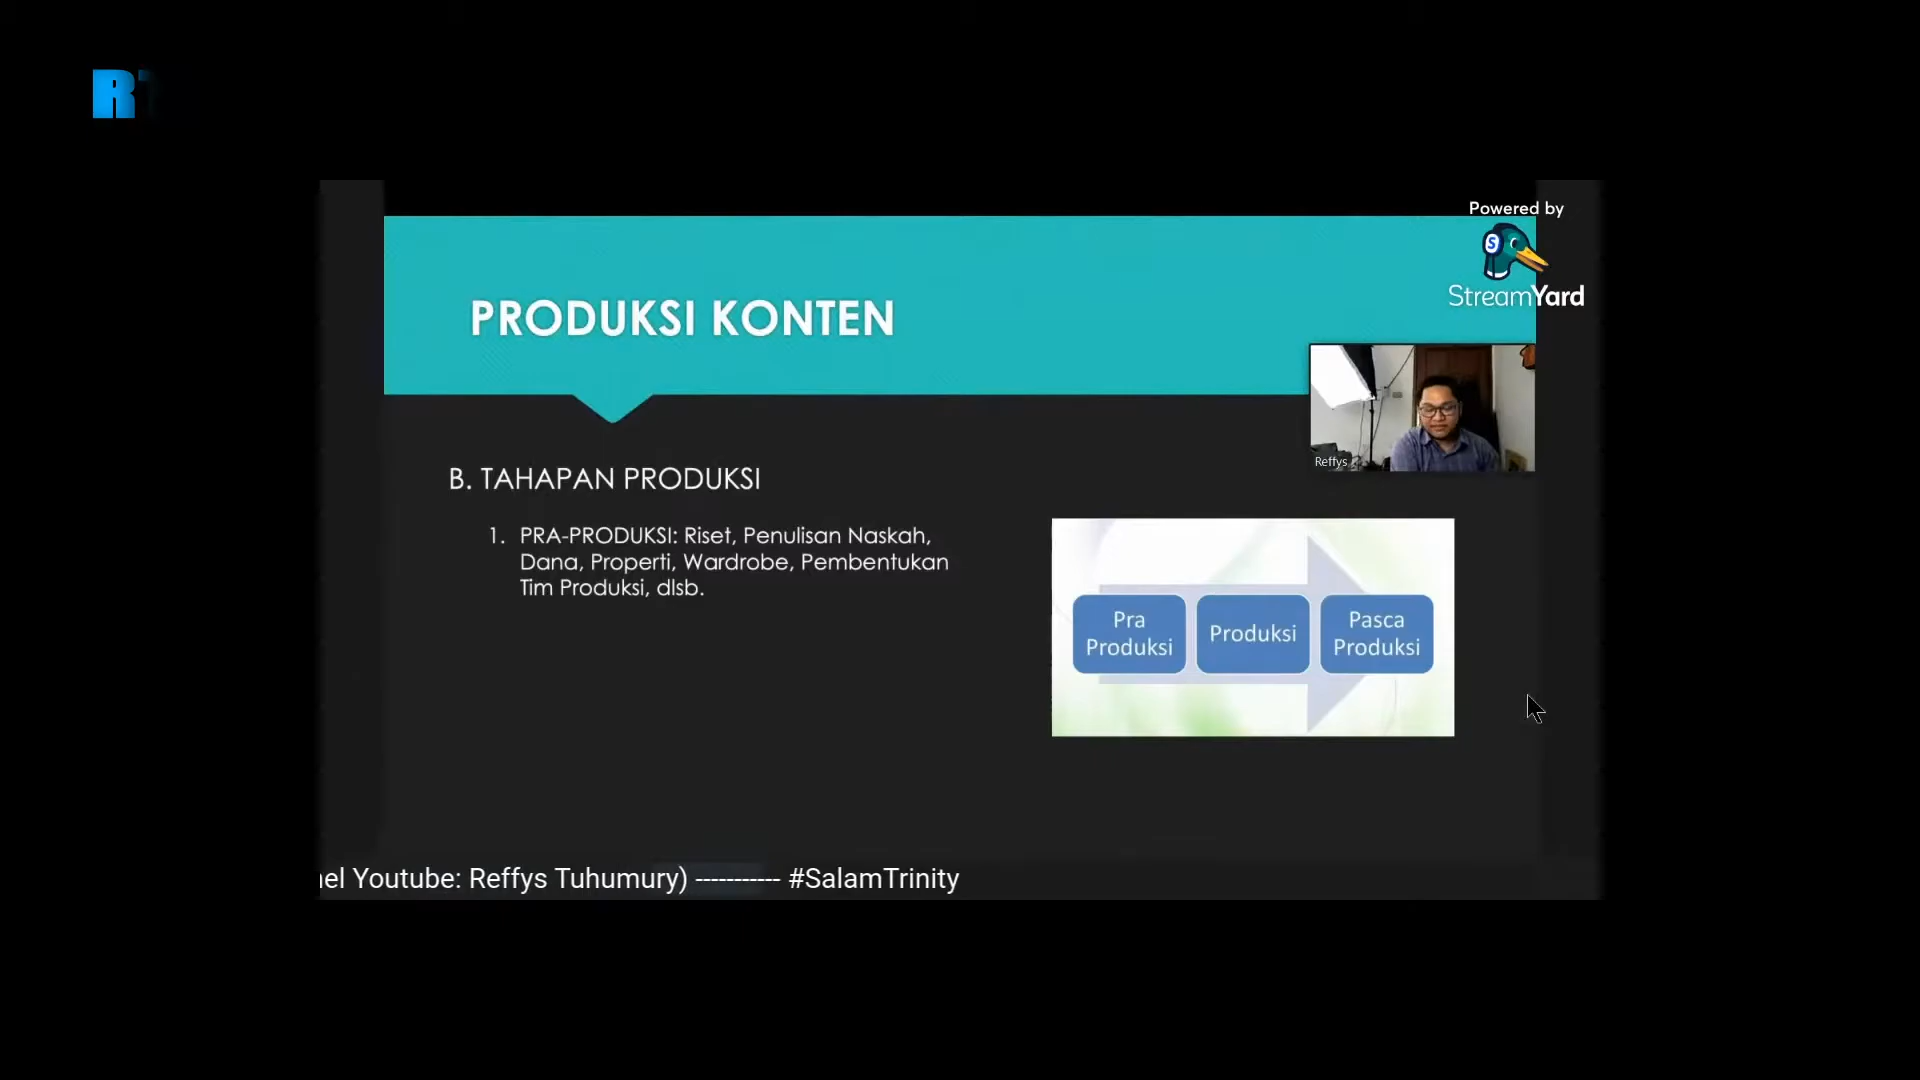 R
Powered by
StreamYard
PRODUKSI KONTEN
Reffys
B. TAHAPAN PRODUKSI
1. PRA-PRODUKSI: Riset, Penulisan Naskah,
Dana, Properti, Wardrobe, Pembentukan
Tim Produksi, dlsb.
Pra
Produksi
Produksi
Pasca
Produksi
nel Youtube: Reffys Tuhumury) ----------- #SalamTrinity